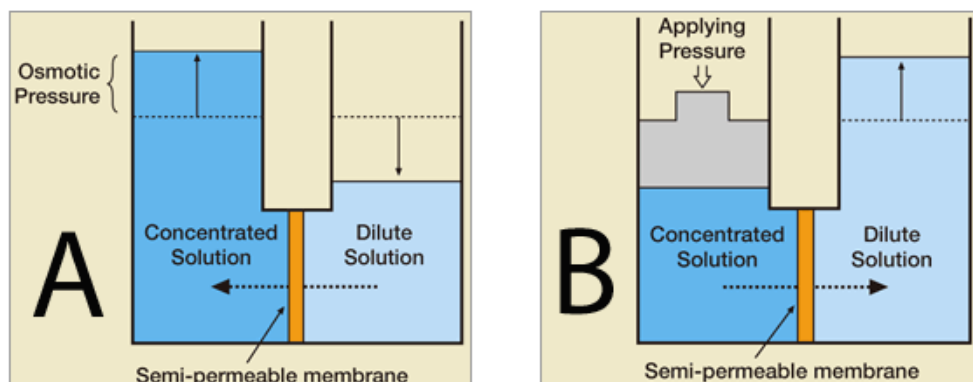 Osmotic
Pressure
Concentrated
Solution
Dilute
Solution
A
Semi-permeable membrane
Applying
Pressure
Concentrated
Solution
Dilute
Solution
B
Semi-permeable membrane